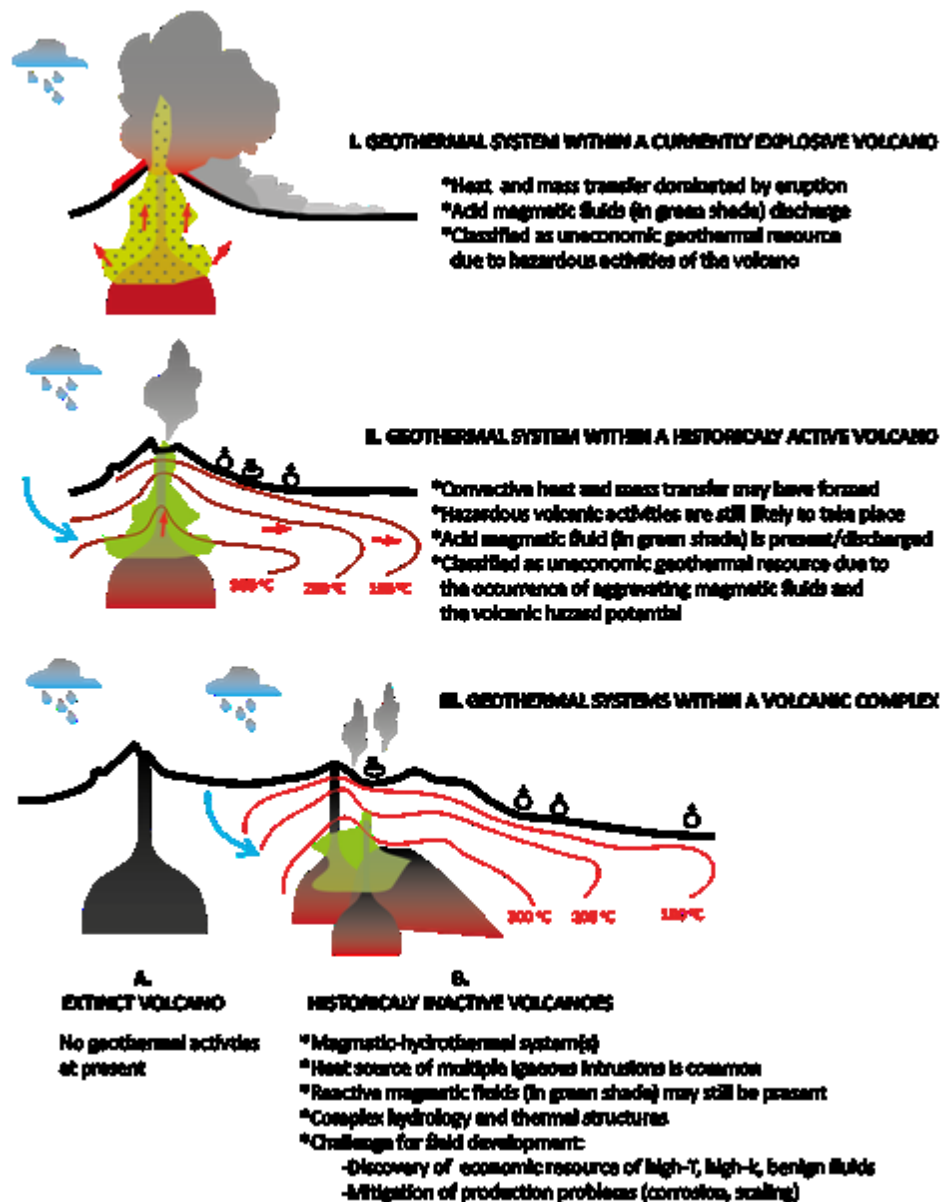 I. GEOTHERMAL SYSTEM WITHIN A CURRENTLY EXPLOSIVE VOLCANO
*Heat and mass transfer dominated by eruption
*Acid magmatic fluids (in green shade) discharge
*Classified as uneconomic geothermal resource
due to hazardous activities of the volcano
II. GEOTHERMAL SYSTEM WITHIN A HISTORICALY ACTIVE VOLCANO
*Convective heat and mass transfer may have formed
*Hazardous volcanic activities are still likely to take place
*Acid magmatic fluid (in green shade) is present/discharged
*Classified as uneconomic geothermal resource due to
the occurrence of aggrevating magmatic fluids and
the volcanic hazard potential
300 °C 200 °C 150 °C
III. GEOTHERMAL SYSTEMS WITHIN A VOLCANIC COMPLEX
300 °C 200 °C 150 °C
A.
EXTINCT VOLCANO
No geothermal activties
at present
B.
HISTORICALY INACTIVE VOLCANOES
*Magmatic-hydrothermal system(s)
*Heat source of multiple igneous intrusions is common
*Reactive magmatic fields (in green shade) may still be present
*Complex hydrology and thermal structures
*Challenge for field development:
-Discovery of economic resource of high-T, high-k, benign fluids
-Mitigation of production problems (corrosion, scaling)